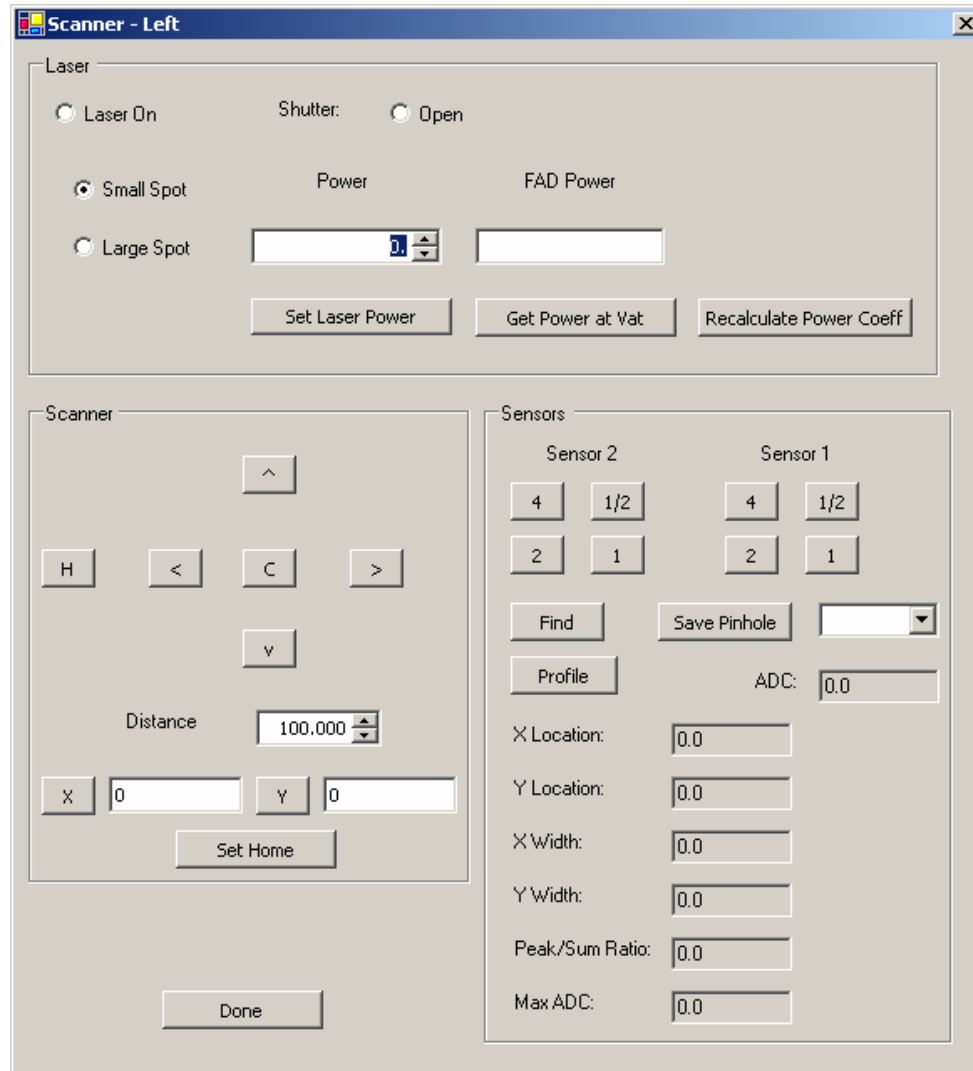 Scanner - Left
Laser
Laser On
Shutter:
Open
Small Spot
Power
FAD Power
Large Spot
0.
Set Laser Power
Get Power at Vat
Recalculate Power Coeff
Scanner
^
H
<
C
>
v
Distance
100.000
X
0
Y
0
Set Home
Done
Sensors
Sensor 2
Sensor 1
4
1/2
4
1/2
2
1
2
1
Find
Save Pinhole
Profile
ADC:
0.0
X Location:
0.0
Y Location:
0.0
X Width:
0.0
Y Width:
0.0
Peak/Sum Ratio:
0.0
Max ADC:
0.0